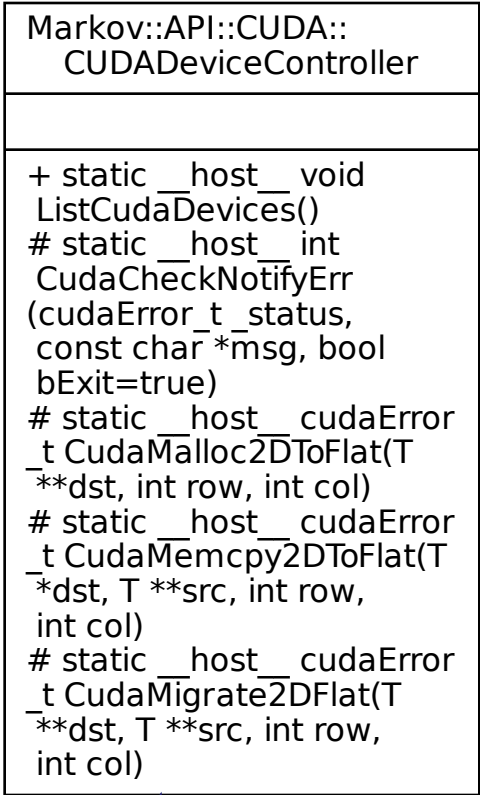 Markov::API::CUDA::
CUDADeviceController
+ static __host__ void
ListCudaDevices()
# static __host__ int
CudaCheckNotifyErr
(cudaError_t _status,
const char *msg, bool
bExit=true)
# static __host__ cudaError
_t CudaMalloc2DToFlat(T
**dst, int row, int col)
# static __host__ cudaError
_t CudaMemcpy2DToFlat(T
*dst, T **src, int row,
int col)
# static __host__ cudaError
_t CudaMigrate2DFlat(T
**dst, T **src, int row,
int col)